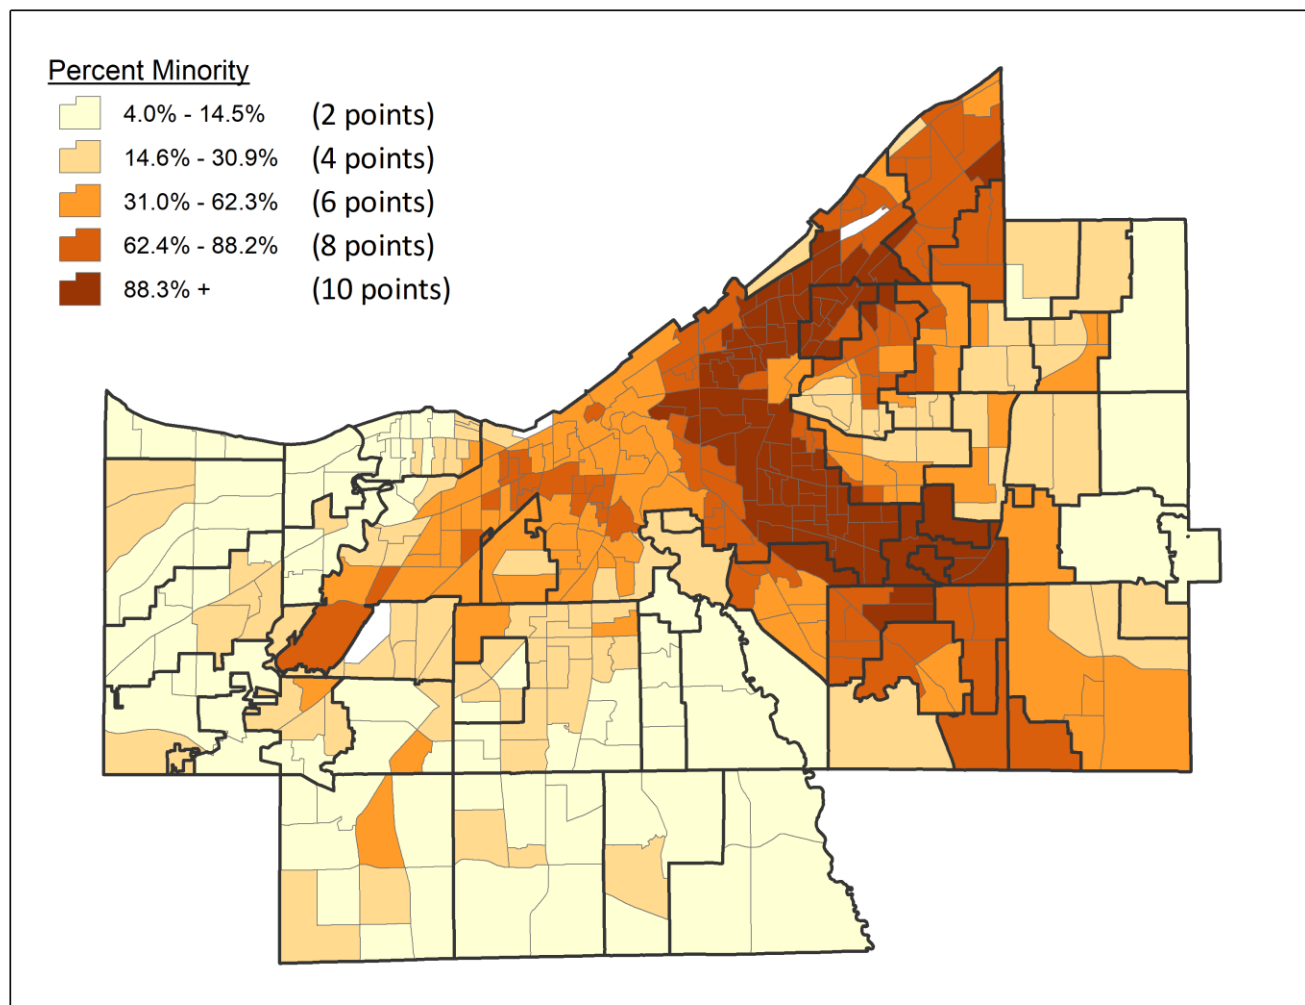 Percent Minority
4.0% - 14.5% (2 points)
14.6% - 30.9% (4 points)
31.0% - 62.3% (6 points)
62.4% - 88.2% (8 points)
88.3% + (10 points)